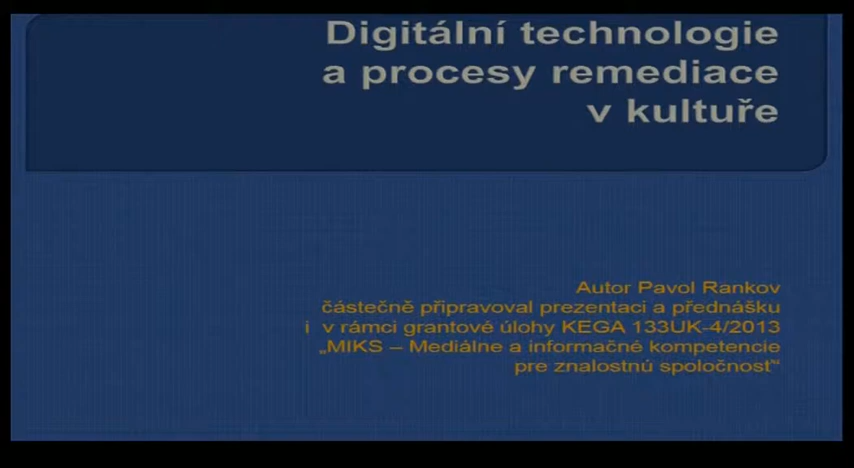 Digitální technologie
a procesy remediace
v kultuře
Autor Pavol Rankov
částečně připravoval prezentaci a přednášku
i v rámci grantové úlohy KEGA 133UK-4/2013
„MIKS – Mediálne a informačné kompetencie
pre znalostnú spoločnosť“